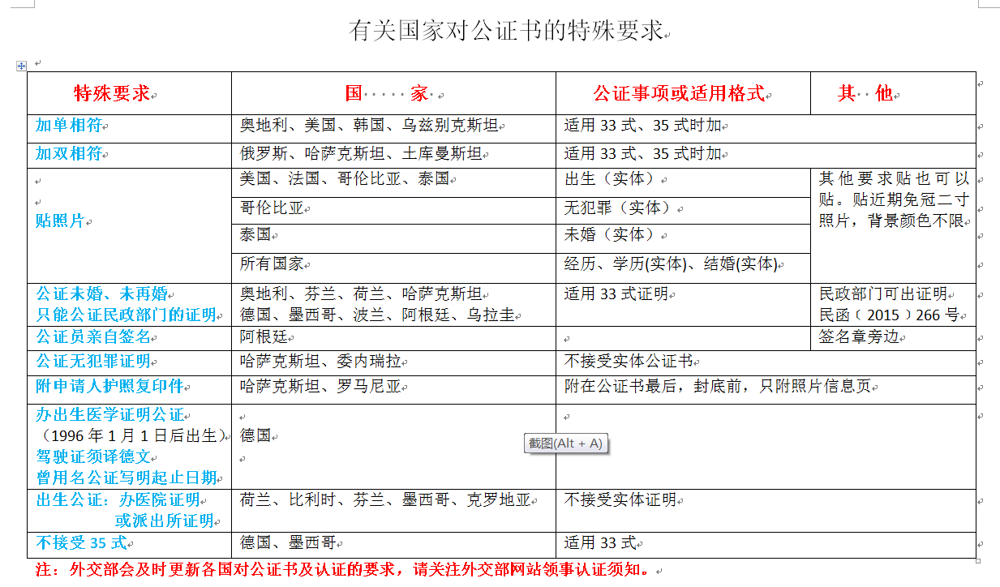 有关国家对公证书的特殊要求
特殊要求 国·····家· 公证事项或适用格式 其··他
加单相符 奥地利、美国、韩国、乌兹别克斯坦 适用 33 式、35 式时加
加双相符 俄罗斯、哈萨克斯坦、土库曼斯坦 适用 33 式、35 式时加
贴照片
美国、法国、哥伦比亚、泰国 出生（实体）
哥伦比亚 无犯罪（实体）
泰国 未婚（实体）
所有国家 经历、学历(实体)、结婚(实体)
其他要求贴也可以
贴。贴近期免冠二寸
照片，背景颜色不限
公证未婚、未再婚 奥地利、芬兰、荷兰、哈萨克斯坦 适用 33 式证明 民政部门可出证明
只能公证民政部门的证明 德国、墨西哥、波兰、阿根廷、乌拉圭 民函﹝2015﹞266 号
公证员亲自签名 阿根廷 签名章旁边
公证无犯罪证明 哈萨克斯坦、委内瑞拉 不接受实体公证书
附申请人护照复印件 哈萨克斯坦、罗马尼亚 附在公证书最后，封底前，只附照片信息页
办出生医学证明公证
（1996 年 1 月 1 日后出生） 德国
驾驶证须译德文
曾用名公证写明起止日期
截图(Alt + A)
出生公证：办医院证明 荷兰、比利时、芬兰、墨西哥、克罗地亚 不接受实体证明
或派出所证明
不接受 35 式 德国、墨西哥 适用 33 式
注：外交部会及时更新各国对公证书及认证的要求，请关注外交部网站领事认证须知。